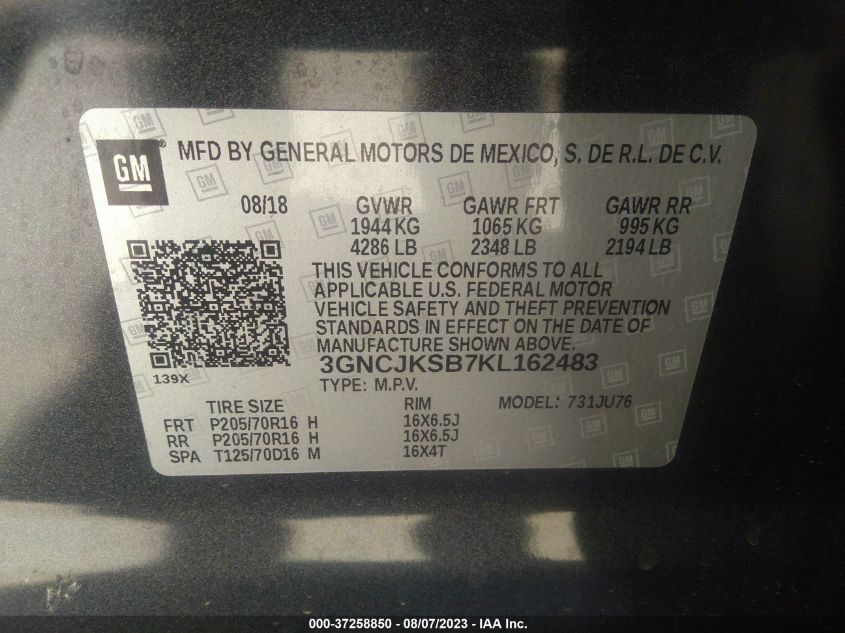 GM
®
MFD BY GENERAL MOTORS DE MEXICO, S. DE R.L. DE C.V.
08/18 GVWR GAWR FRT GAWR RR
1944 KG 1065 KG 995 KG
4286 LB 2348 LB 2194 LB
THIS VEHICLE CONFORMS TO ALL
APPLICABLE U.S. FEDERAL MOTOR
VEHICLE SAFETY AND THEFT PREVENTION
STANDARDS IN EFFECT ON THE DATE OF
MANUFACTURE SHOWN ABOVE.
3GNCJKSB7KL162483
139X
TYPE: M.P.V.
TIRE SIZE RIM MODEL: 731JU76
FRT P205/70R16 H 16X6.5J
RR P205/70R16 H 16X6.5J
SPA T125/70D16 M 16X4T
000-37258850 - 08/07/2023 - IAA Inc.